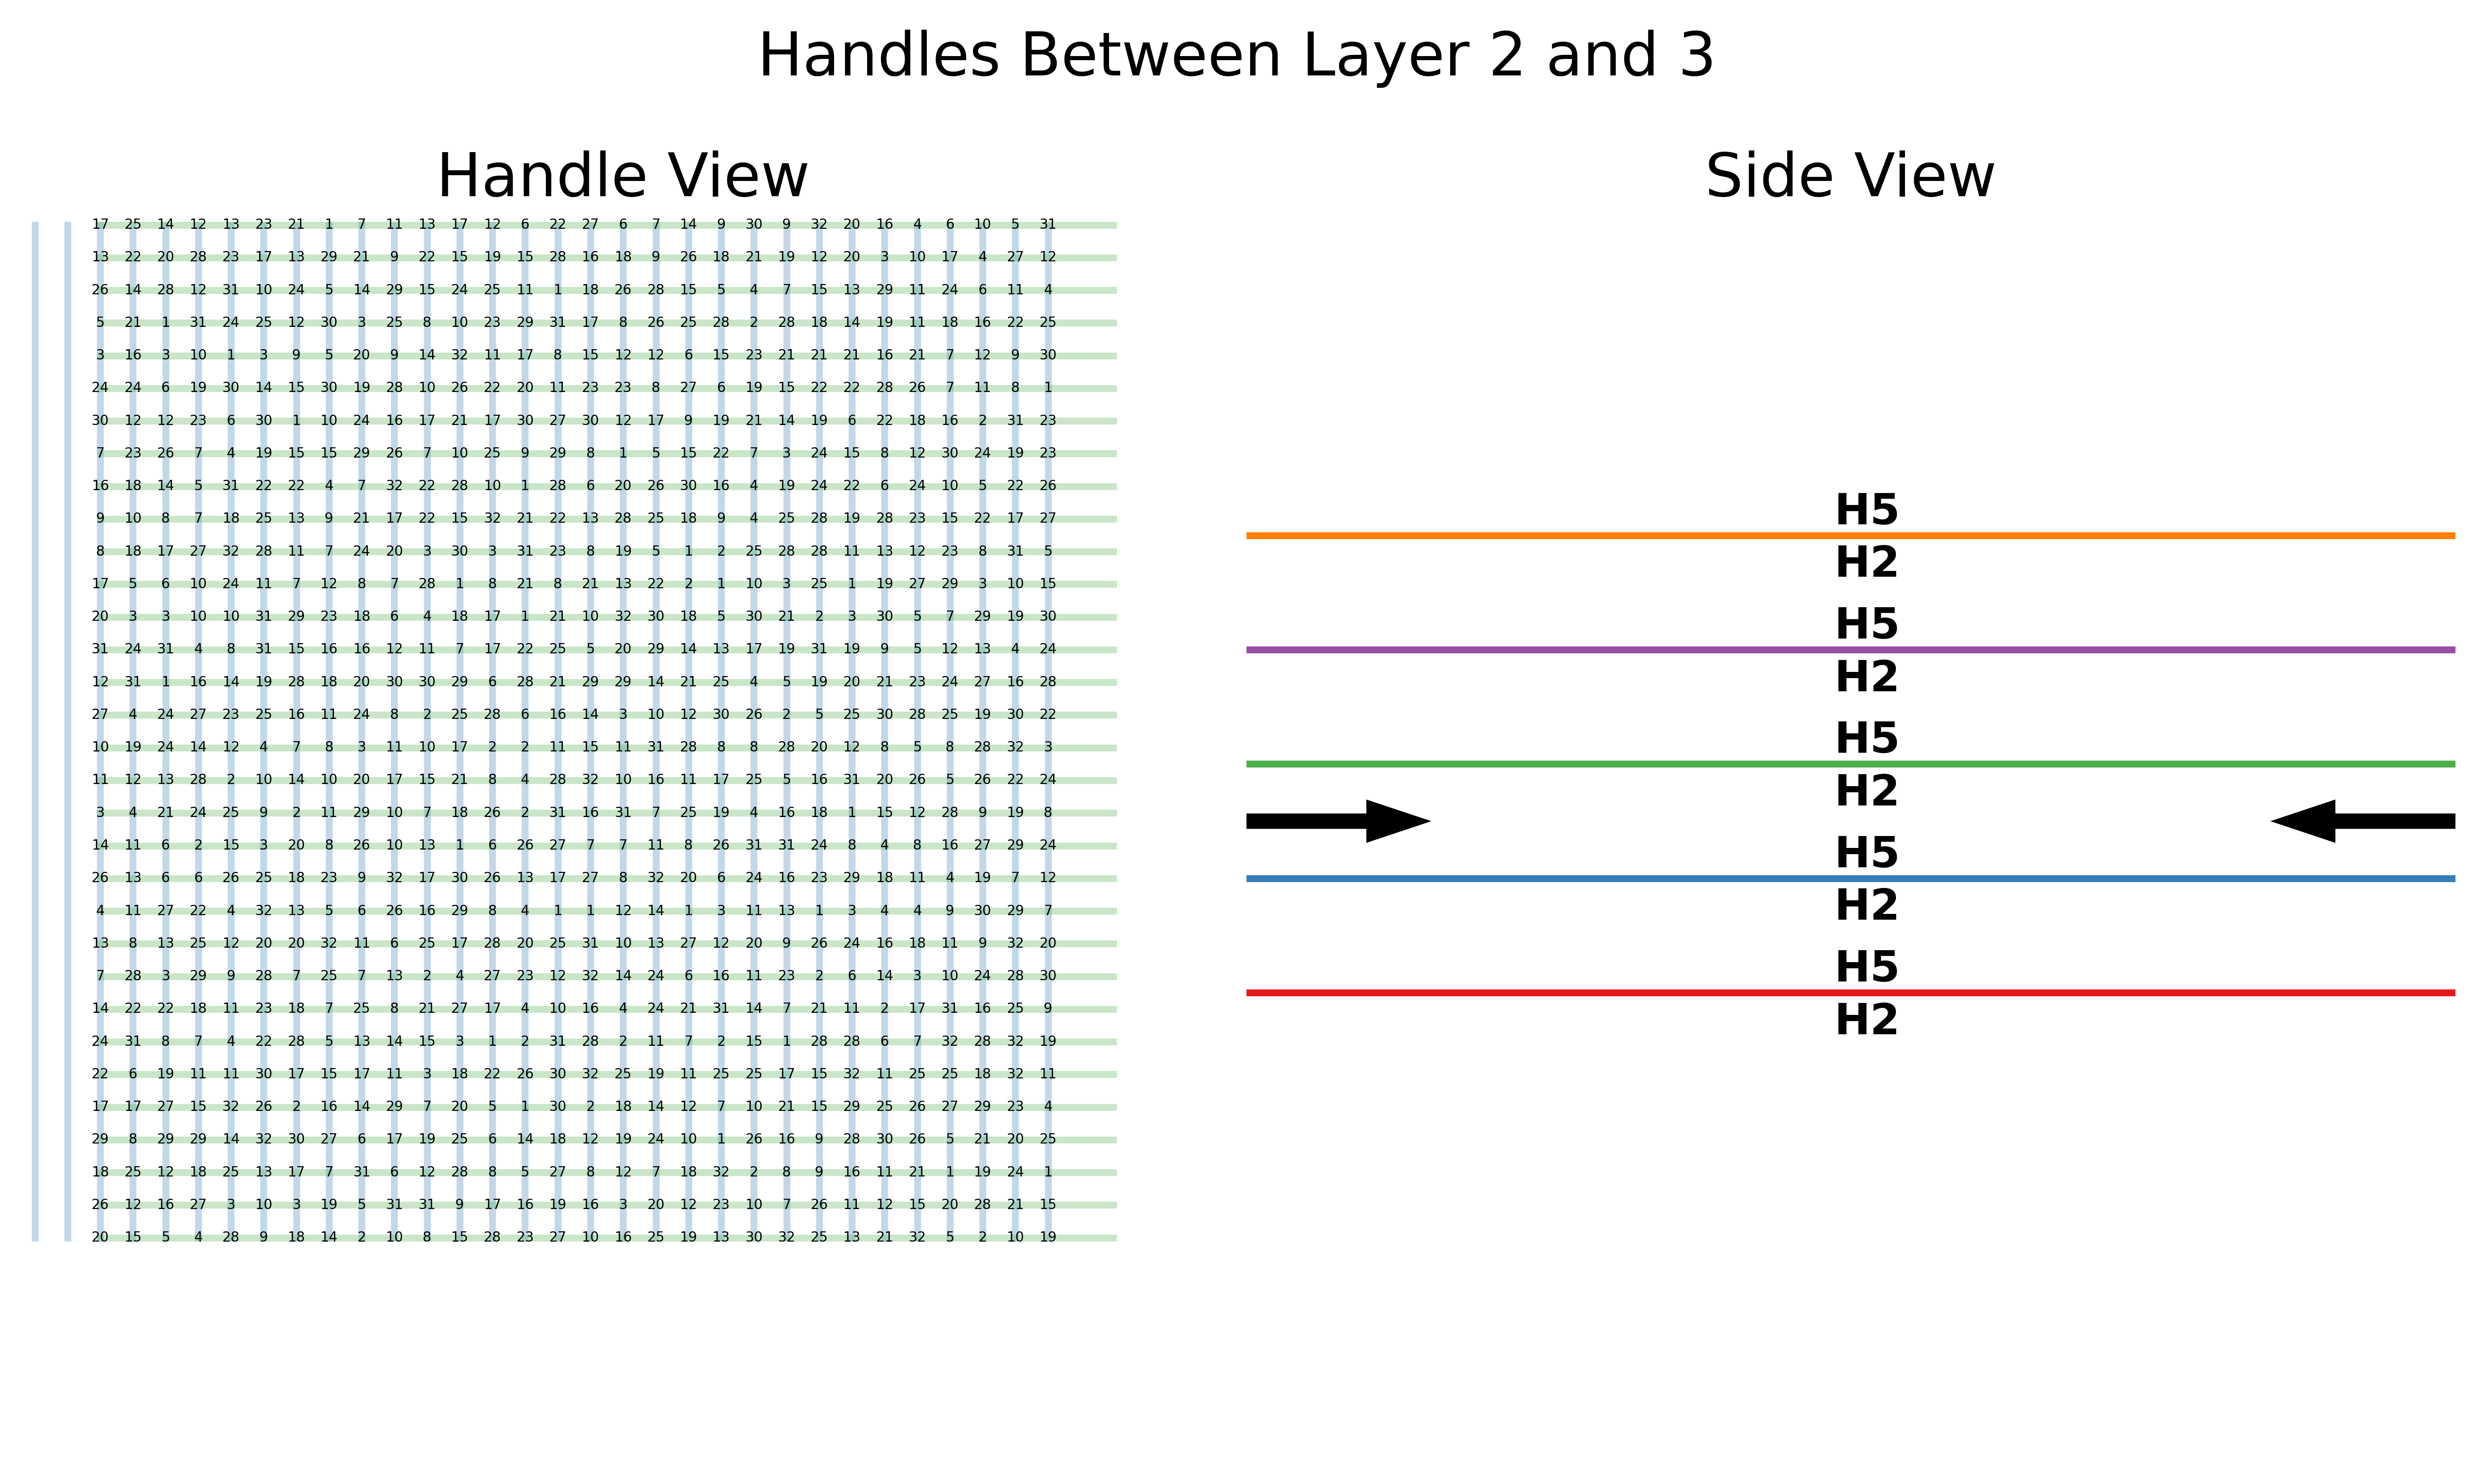 Handles Between Layer 2 and 3
Handle View
17 25 14 12 13 23 21 1 7 11 13 17 12 6 22 27 6 7 14 9 30 9 32 20 16 4 6 10 5 31
13 22 20 28 23 17 13 29 21 9 22 15 19 15 28 16 18 9 26 18 21 19 12 20 3 10 17 4 27 12
26 14 28 12 31 10 24 5 14 29 15 24 25 11 1 18 26 28 15 5 4 7 15 13 29 11 24 6 11 4
5 21 1 31 24 25 12 30 3 25 8 10 23 29 31 17 8 26 25 28 2 28 18 14 19 11 18 16 22 25
3 16 3 10 1 3 9 5 20 9 14 32 11 17 8 15 12 12 6 15 23 21 21 21 16 21 7 12 9 30
24 24 6 19 30 14 15 30 19 28 10 26 22 20 11 23 23 8 27 6 19 15 22 22 28 26 7 11 8 1
30 12 12 23 6 30 1 10 24 16 17 21 17 30 27 30 12 17 9 19 21 14 19 6 22 18 16 2 31 23
7 23 26 7 4 19 15 15 29 26 7 10 25 9 29 8 1 5 15 22 7 3 24 15 8 12 30 24 19 23
16 18 14 5 31 22 22 4 7 32 22 28 10 1 28 6 20 26 30 16 4 19 24 22 6 24 10 5 22 26
9 10 8 7 18 25 13 9 21 17 22 15 32 21 22 13 28 25 18 9 4 25 28 19 28 23 15 22 17 27
8 18 17 27 32 28 11 7 24 20 3 30 3 31 23 8 19 5 1 2 25 28 28 11 13 12 23 8 31 5
17 5 6 10 24 11 7 12 8 7 28 1 8 21 8 21 13 22 2 1 10 3 25 1 19 27 29 3 10 15
20 3 3 10 10 31 29 23 18 6 4 18 17 1 21 10 32 30 18 5 30 21 2 3 30 5 7 29 19 30
31 24 31 4 8 31 15 16 16 12 11 7 17 22 25 5 20 29 14 13 17 19 31 19 9 5 12 13 4 24
12 31 1 16 14 19 28 18 20 30 30 29 6 28 21 29 29 14 21 25 4 5 19 20 21 23 24 27 16 28
27 4 24 27 23 25 16 11 24 8 2 25 28 6 16 14 3 10 12 30 26 2 5 25 30 28 25 19 30 22
10 19 24 14 12 4 7 8 3 11 10 17 2 2 11 15 11 31 28 8 8 28 20 12 8 5 8 28 32 3
11 12 13 28 2 10 14 10 20 17 15 21 8 4 28 32 10 16 11 17 25 5 16 31 20 26 5 26 22 24
3 4 21 24 25 9 2 11 29 10 7 18 26 2 31 16 31 7 25 19 4 16 18 1 15 12 28 9 19 8
14 11 6 2 15 3 20 8 26 10 13 1 6 26 27 7 7 11 8 26 31 31 24 8 4 8 16 27 29 24
26 13 6 6 26 25 18 23 9 32 17 30 26 13 17 27 8 32 20 6 24 16 23 29 18 11 4 19 7 12
4 11 27 22 4 32 13 5 6 26 16 29 8 4 1 1 12 14 1 3 11 13 1 3 4 4 9 30 29 7
13 8 13 25 12 20 20 32 11 6 25 17 28 20 25 31 10 13 27 12 20 9 26 24 16 18 11 9 32 20
7 28 3 29 9 28 7 25 7 13 2 4 27 23 12 32 14 24 6 16 11 23 2 6 14 3 10 24 28 30
14 22 22 18 11 23 18 7 25 8 21 27 17 4 10 16 4 24 21 31 14 7 21 11 2 17 31 16 25 9
24 31 8 7 4 22 28 5 13 14 15 3 1 2 31 28 2 11 7 2 15 1 28 28 6 7 32 28 32 19
22 6 19 11 11 30 17 15 17 11 3 18 22 26 30 32 25 19 11 25 25 17 15 32 11 25 25 18 32 11
17 17 27 15 32 26 2 16 14 29 7 20 5 1 30 2 18 14 12 7 10 21 15 29 25 26 27 29 23 4
29 8 29 29 14 32 30 27 6 17 19 25 6 14 18 12 19 24 10 1 26 16 9 28 30 26 5 21 20 25
18 25 12 18 25 13 17 7 31 6 12 28 8 5 27 8 12 7 18 32 2 8 9 16 11 21 1 19 24 1
26 12 16 27 3 10 3 19 5 31 31 9 17 16 19 16 3 20 12 23 10 7 26 11 12 15 20 28 21 15
20 15 5 4 28 9 18 14 2 10 8 15 28 23 27 10 16 25 19 13 30 32 25 13 21 32 5 2 10 19
Side View
H5
H2
H5
H2
H5
H2
H5
H2
H5
H2